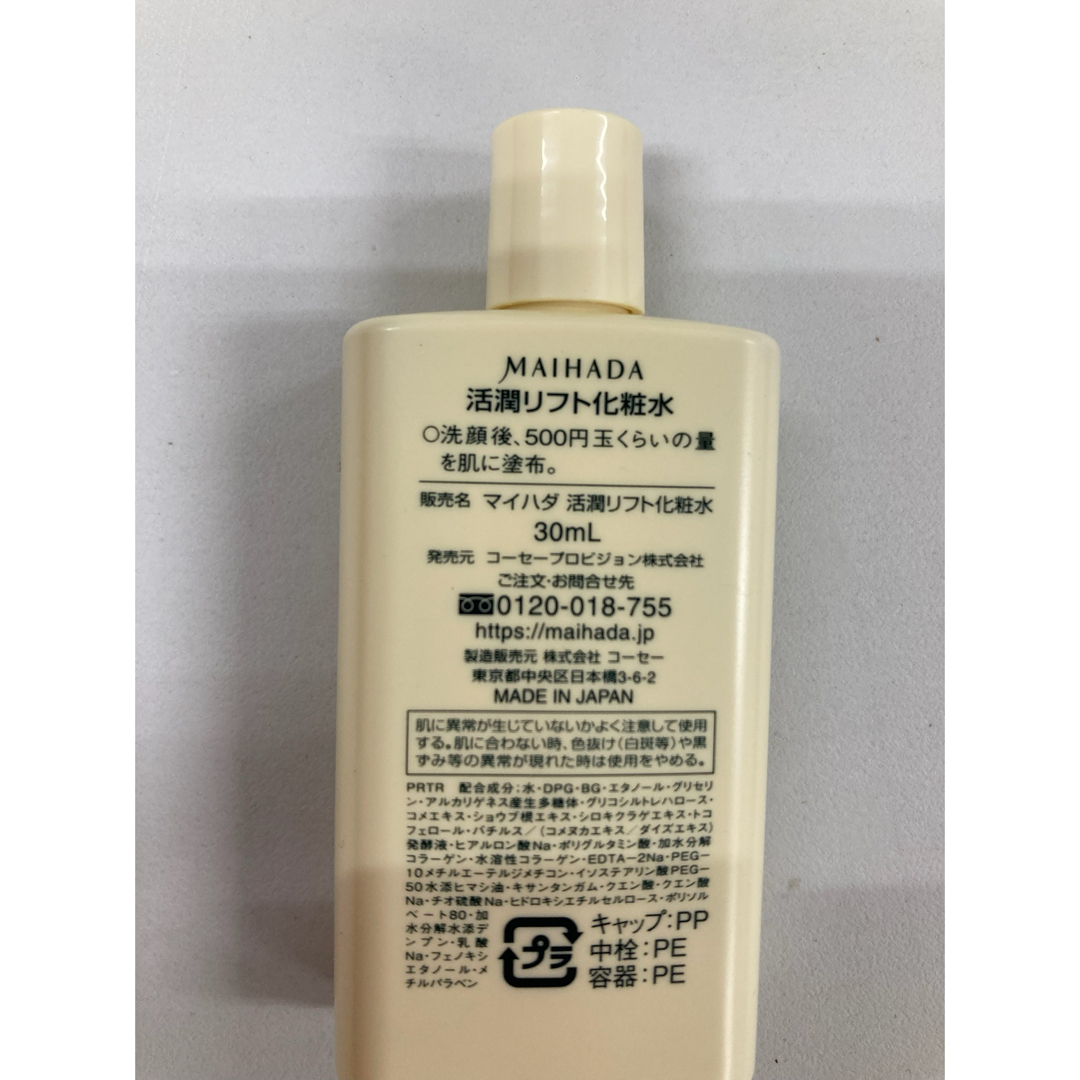 MAIHADA
活潤リフト化粧水
○洗顔後、500円玉くらいの量
を肌に塗布。
販売名 マイハダ 活潤リフト化粧水
30mL
発売元 コーセープロビジョン株式会社
ご注文・お問合せ先
0120-018-755
https://maihada.jp
製造販売元 株式会社 コーセー
東京都中央区日本橋3-6-2
MADE IN JAPAN
肌に異常が生じていないかよく注意して使用
する。肌に合わない時、色抜け(白斑等)や黒
ずみ等の異常が現れた時は使用をやめる。
PRTR 配合成分:水・DPG・BG・エタノール・グリセリ
ン・アルカリゲネス産生多糖体・グリコシルトレハロース・
コメエキス・ショウブ根エキス・シロキクラゲエキス・トコ
フェロール・バチルス/(コメヌカエキス/ダイズエキス)
発酵液・ヒアルロン酸Na・ポリグルタミン酸・加水分解
コラーゲン・水溶性コラーゲン・EDTA-2Na・PEG-
10メチルエーテルジメチコン・イソステアリン酸PEG-
50水添ヒマシ油・キサンタンガム・クエン酸・クエン酸
Na・チオ硫酸Na・ヒドロキシエチルセルロース・ポリソル
ベート80・加
水分解水添デ
ンプン・乳酸
Na・フェノキシ
エタノール・メ
チルパラベン
プラ
キャップ:PP
中栓:PE
容器:PE